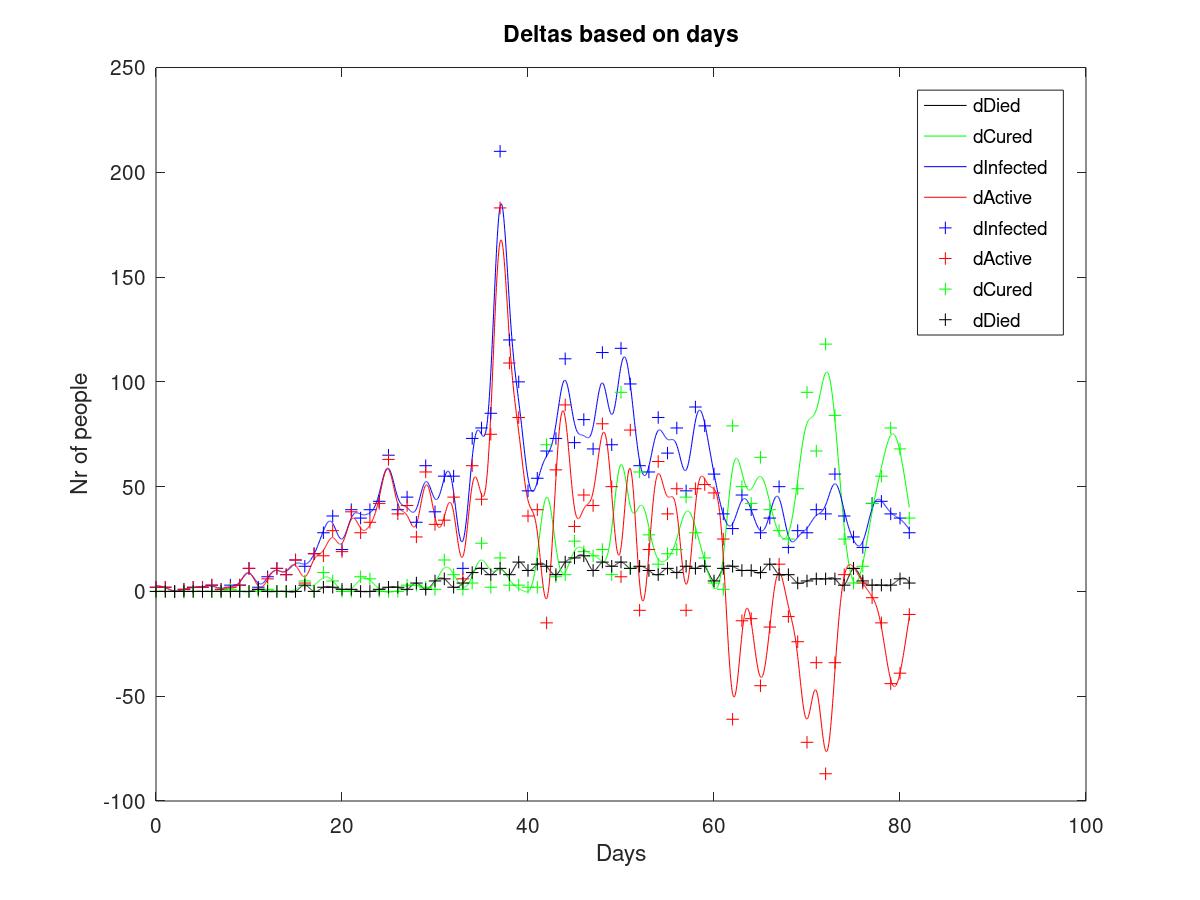 Deltas based on days
250
200
150
100
50
0
-50
-100
Nr of people
dDied
dCured
dInfected
dActive
dInfected
dActive
dCured
dDied
0 20 40 60 80 100
Days